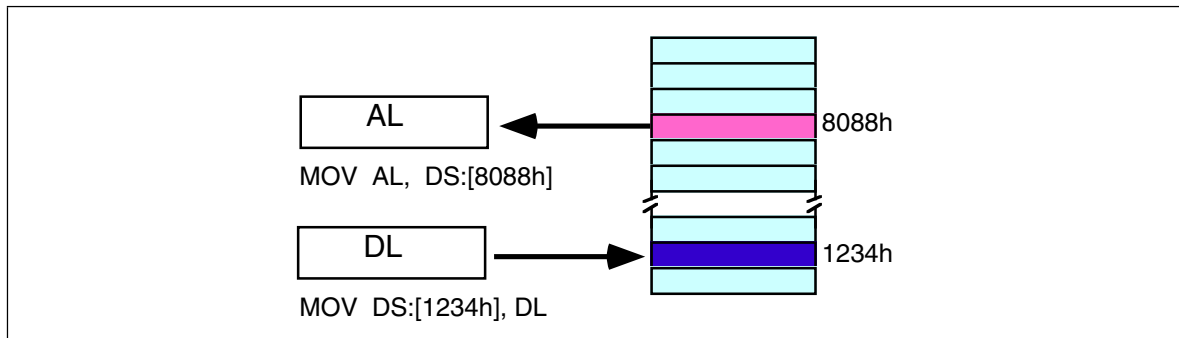 AL
8088h
MOV AL, DS:[8088h]
DL
1234h
MOV DS:[1234h], DL